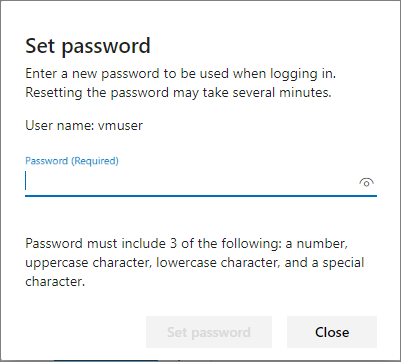 Set password
Enter a new password to be used when logging in.
Resetting the password may take several minutes.
User name: vmuser
Password (Required)
Password must include 3 of the following: a number,
uppercase character, lowercase character, and a special
character.
Set password
Close